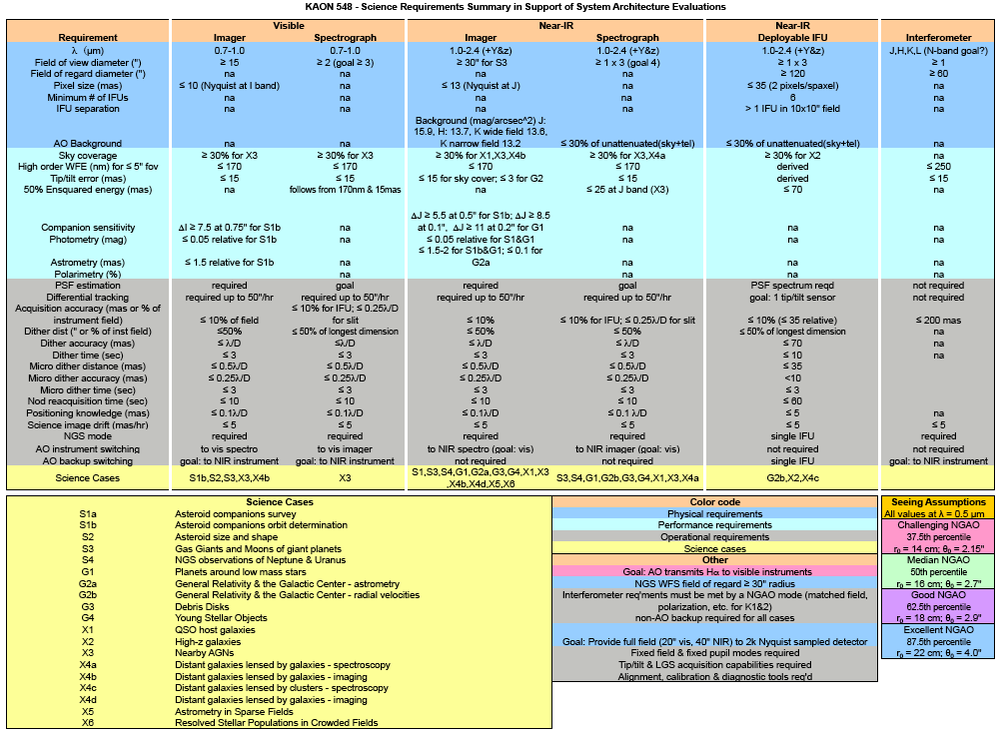 KAON 548 - Science Requirements Summary in Support of System Architecture Evaluations
Visible Near-IR Near-IR
Requirement Imager Spectrograph Imager Spectrograph Deployable IFU Interferometer
λ (μm) 0.7-1.0 0.7-1.0 1.0-2.4 (+Y&z) 1.0-2.4 (+Y&z) 1.0-2.4 (+Y&z) J,H,K,L (N-band goal?)
Field of view diameter (") ≥ 15 ≥ 2 (goal ≥ 3) ≥ 30" for S3 ≥ 1 x 3 (goal 4) ≥ 1 x 3 ≥ 1
Field of regard diameter (") na na na na ≥ 120 ≥ 60
Pixel size (mas) ≤ 10 (Nyquist at I band) na ≤ 13 (Nyquist at J) na ≤ 35 (2 pixels/spaxel) na
Minimum # of IFUs na na na na 6 na
IFU separation na na na na > 1 IFU in 10x10" field na
Background (mag/arcsec^2) J:
15.9, H: 13.7, K wide field 13.6,
AO Background na na K narrow field 13.2 ≤ 30% of unattenuated(sky+tel) ≤ 30% of unattenuated(sky+tel) na
Sky coverage ≥ 30% for X3 ≥ 30% for X3 ≥ 30% for X1,X3,X4b ≥ 30% for X3,X4a ≥ 30% for X2 na
High order WFE (nm) for ≤ 5" fov ≤ 170 ≤ 170 ≤ 170 ≤ 170 derived ≤ 250
Tip/tilt error (mas) ≤ 15 ≤ 15 ≤ 15 for sky cover; ≤ 3 for G2 ≤ 15 derived ≤ 15
50% Ensquared energy (mas) na follows from 170nm & 15mas na ≤ 25 at J band (X3) ≤ 70 na
ΔJ ≥ 5.5 at 0.5" for S1b; ΔJ ≥ 8.5
Companion sensitivity ΔI ≥ 7.5 at 0.75" for S1b na at 0.1", ΔJ ≥ 11 at 0.2" for G1 na na na
Photometry (mag) ≤ 0.05 relative for S1b na ≤ 0.05 relative for S1&G1 na na na
≤ 1.5-2 for S1b&G1; ≤ 0.1 for
Astrometry (mas) ≤ 1.5 relative for S1b na G2a na na na
Polarimetry (%) na na na na
PSF estimation required goal required goal PSF spectrum reqd not required
Differential tracking required up to 50"/hr required up to 50"/hr required up to 50"/hr required up to 50"/hr goal: 1 tip/tilt sensor not required
Acquisition accuracy (mas or % of ≤ 10% for IFU; ≤ 0.25λ/D
instrument field) ≤ 10% of field for slit ≤ 10% ≤ 10% for IFU; ≤ 0.25λ/D for slit ≤ 10% (≤ 35 relative) ≤ 200 mas
Dither dist (" or % of inst field) ≤50% ≤ 50% of longest dimension ≤ 50% ≤ 50% ≤ 50% of longest dimension na
Dither accuracy (mas) ≤ λ/D ≤λ/D ≤ λ/D ≤ λ/D ≤ 70 na
Dither time (sec) ≤ 3 ≤ 3 ≤ 3 ≤ 3 ≤ 10 na
Micro dither distance (mas) ≤ 0.5λ/D ≤ 0.5λ/D ≤ 0.5λ/D ≤ 0.5λ/D ≤ 35
Micro dither accuracy (mas) ≤ 0.25λ/D ≤ 0.25λ/D ≤ 0.25λ/D ≤ 0.25λ/D <10
Micro dither time (sec) ≤ 3 ≤ 3 ≤ 3 ≤ 3 ≤ 3
Nod reacquisition time (sec) ≤ 10 ≤ 10 ≤ 10 ≤ 10 ≤ 60
Positioning knowledge (mas) ≤ 0.1λ/D ≤ 0.1λ/D ≤ 0.1λ/D ≤ 0.1 λ/D ≤ 5 na
Science image drift (mas/hr) ≤ 5 ≤ 5 ≤ 5 ≤ 5 ≤ 5 ≤ 5
NGS mode required required required required single IFU required
AO instrument switching to vis spectro to vis imager to NIR spectro (goal: vis) to NIR imager (goal: vis) not required not required
AO backup switching goal: to NIR instrument goal: to NIR instrument not required not required single IFU goal: to NIR instrument
S1,S3,S4,G1,G2a,G3,G4,X1,X3
Science Cases S1b,S2,S3,X3,X4b X3 ,X4b,X4d,X5,X6 S3,S4,G1,G2b,G3,G4,X1,X3,X4a G2b,X2,X4c
Science Cases
S1a Asteroid companions survey
S1b Asteroid companions orbit determination
S2 Asteroid size and shape
S3 Gas Giants and Moons of giant planets
S4 NGS observations of Neptune & Uranus
G1 Planets around low mass stars
G2a General Relativity & the Galactic Center - astrometry
G2b General Relativity & the Galactic Center - radial velocities
G3 Debris Disks
G4 Young Stellar Objects
X1 QSO host galaxies
X2 High-z galaxies
X3 Nearby AGNs
X4a Distant galaxies lensed by galaxies - spectroscopy
X4b Distant galaxies lensed by galaxies - imaging
X4c Distant galaxies lensed by clusters - spectroscopy
X4d Distant galaxies lensed by galaxies - imaging
X5 Astrometry in Sparse Fields
X6 Resolved Stellar Populations in Crowded Fields
Color code
Physical requirements
Performance requirements
Operational requirements
Science cases
Other
Goal: AO transmits Hα to visible instruments
NGS WFS field of regard ≥ 30" radius
Interferometer req'ments must be met by a NGAO mode (matched field,
polarization, etc. for K1&2)
non-AO backup required for all cases
Goal: Provide full field (20" vis, 40" NIR) to 2k Nyquist sampled detector
Fixed field & fixed pupil modes required
Tip/tilt & LGS acquisition capabilities required
Alignment, calibration & diagnostic tools req'd
Seeing Assumptions
All values at λ = 0.5 μm
Challenging NGAO
37.5th percentile
r0 = 14 cm; θ0 = 2.15"
Median NGAO
50th percentile
r0 = 16 cm; θ0 = 2.7"
Good NGAO
62.5th percentile
r0 = 18 cm; θ0 = 2.9"
Excellent NGAO
87.5th percentile
r0 = 22 cm; θ0 = 4.0"